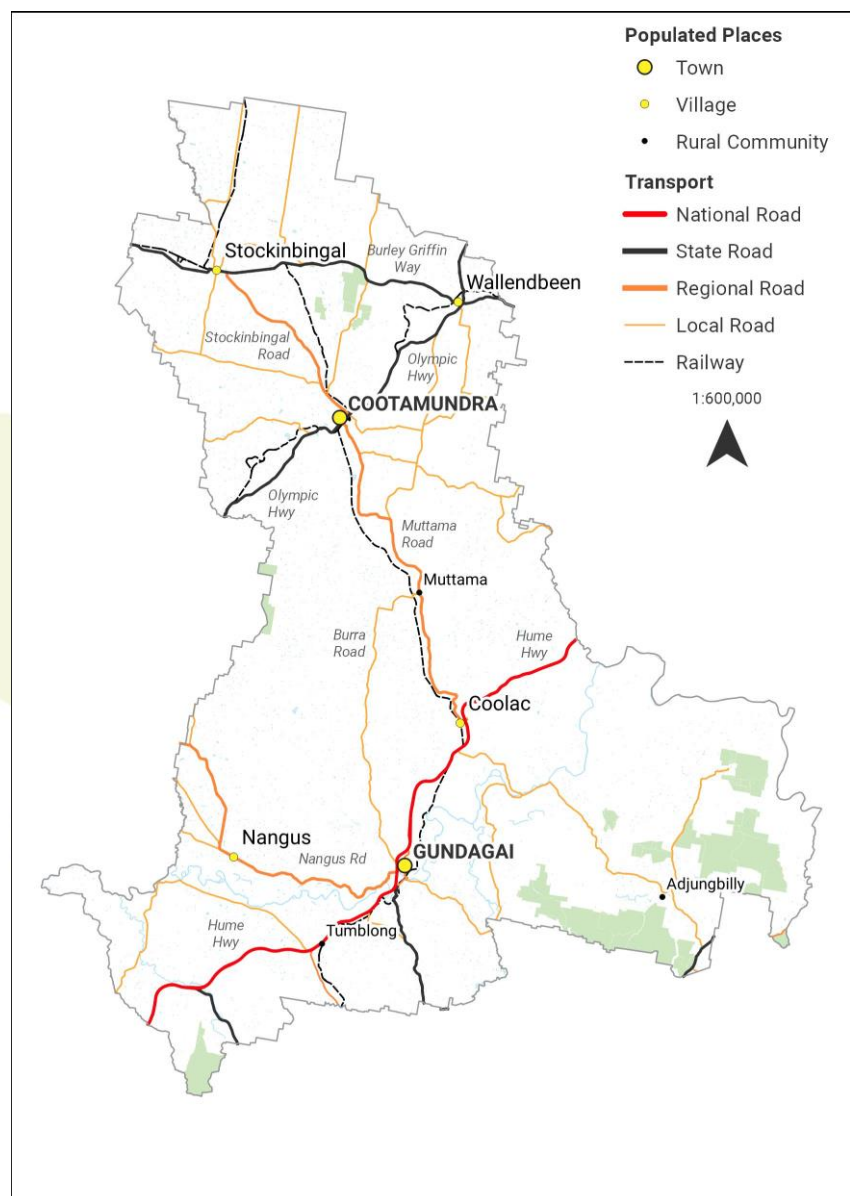 Populated Places
Town
Village
Rural Community
Transport
National Road
State Road
Regional Road
Local Road
Railway
1:600,000
Stockinbingal
Burley Griffin
Way
Wallendbeen
Stockinbingal
Road
Olympic
Hwy
COOTAMUNDRA
Olympic
Hwy
Muttama
Road
Muttama
Burra
Road
Hume
Hwy
Coolac
Nangus
Nangus Rd
GUNDAGAI
Adjungbilly
Hume
Hwy
Tumblong